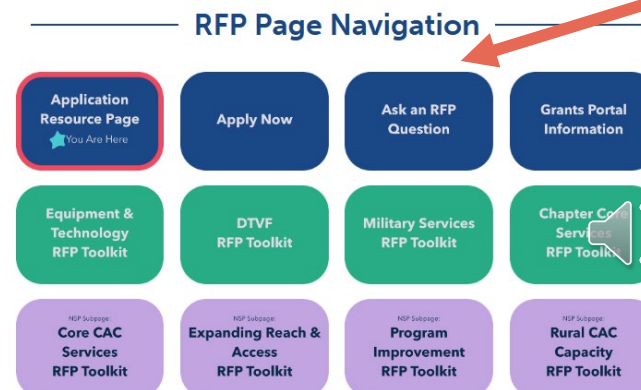 RFP Page Navigation
Application
Resource Page
You Are Here
Apply Now
Ask an RFP
Question
Grants Portal
Information
Equipment &
Technology
RFP Toolkit
DTVF
RFP Toolkit
Military Services
RFP Toolkit
Chapter Core
Services
RFP Toolkit
NSP Subpage:
Core CAC
Services
RFP Toolkit
NSP Subpage:
Expanding Reach &
Access
RFP Toolkit
NSP Subpage:
Program
Improvement
RFP Toolkit
NSP Subpage:
Rural CAC
Capacity
RFP Toolkit